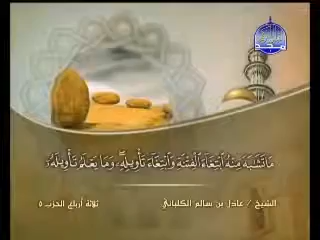 مَا تَشَٰبَهَ مِنْهُ ٱبْتِغَآءَ ٱلْفِتْنَةِ وَٱبْتِغَآءَ تَأْوِيلِهِۦۗ وَمَا يَعْلَمُ تَأْوِيلَهُۥٓ
الشيخ / عادل بن سالم الكلباني
ثلاثة أرباع الحزب ٥